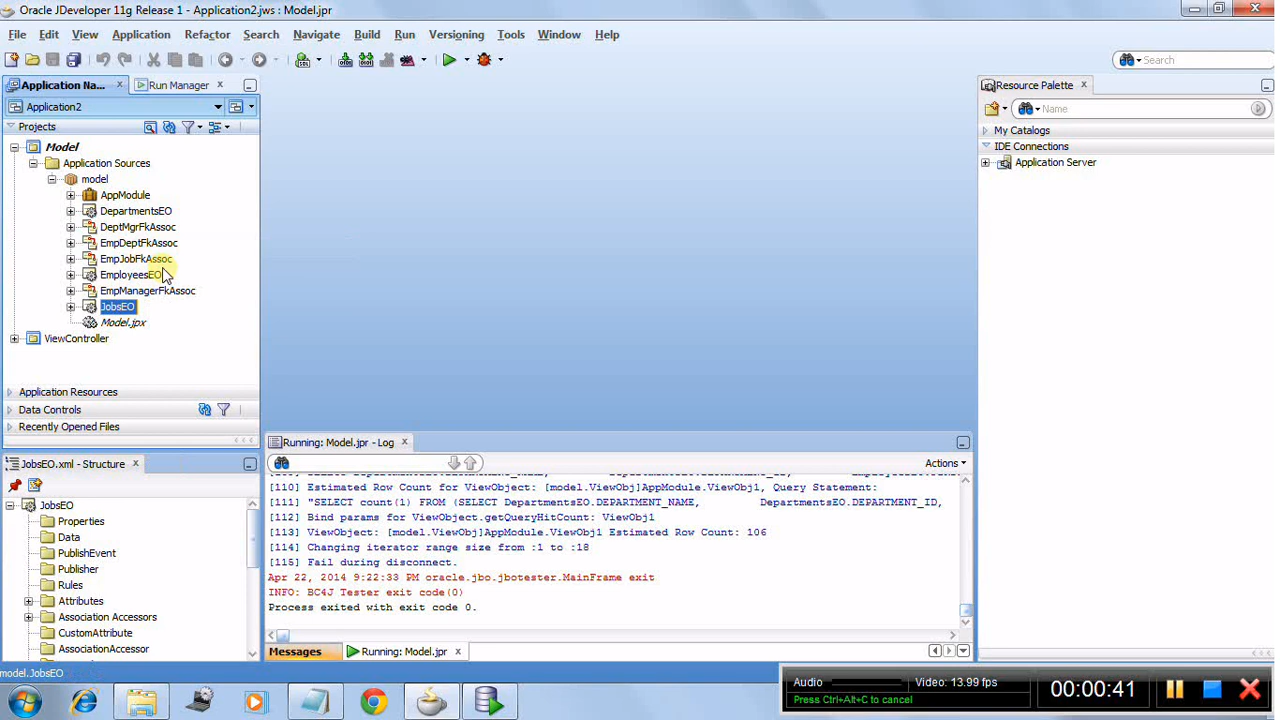 Oracle JDeveloper 11g Release 1 - Application2.jws : Model.jpr
File Edit View Application Refactor Search Navigate Build Run Versioning Tools Window Help
Search
Application Na...
Run Manager
Resource Palette
Application2
Name
Projects
My Catalogs
IDE Connections
Application Server
Model
Application Sources
model
AppModule
DepartmentsEO
DeptMgrFkAssoc
EmpDeptFkAssoc
EmpJobFkAssoc
EmployeesEO
EmpManagerFkAssoc
JobsEO
Model.jpx
ViewController
Application Resources
Data Controls
Recently Opened Files
JobsEO.xml - Structure
JobsEO
Properties
Data
PublishEvent
Publisher
Rules
Attributes
Association Accessors
CustomAttribute
AssociationAccessor
Running: Model.jpr - Log
Actions
[110] Estimated Row Count for ViewObject: [model.ViewObj]AppModule.ViewObj1, Query Statement:
[111] "SELECT count(1) FROM (SELECT DepartmentsEO.DEPARTMENT_NAME, DepartmentsEO.DEPARTMENT_ID,
[112] Bind params for ViewObject.getQueryHitCount: ViewObj1
[113] ViewObject: [model.ViewObj]AppModule.ViewObj1 Estimated Row Count: 106
[114] Changing iterator range size from :1 to :18
[115] Fail during disconnect.
Apr 22, 2014 9:22:33 PM oracle.jbo.jbotester.MainFrame exit
INFO: BC4J Tester exit code(0)
Process exited with exit code 0.
Messages
Running: Model.jpr
model.JobsEO
Audio
Video: 13.99 fps
Press Ctrl+Alt+C to cancel
00:00:41